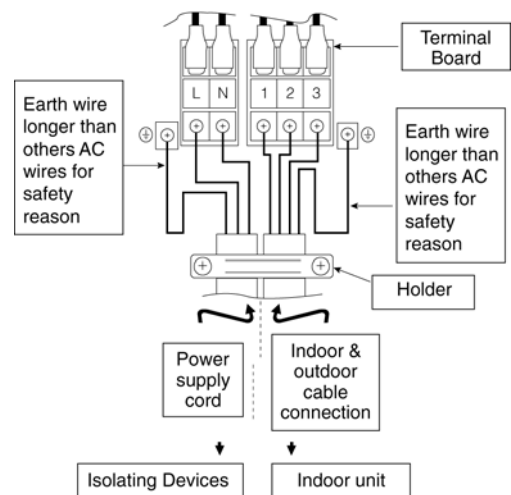 Terminal
Board
L N 1 2 3
Earth wire
longer than
others AC
wires for
safety
reason
Earth wire
longer than
others AC
wires for
safety
reason
Holder
Power
supply
cord
Indoor &
outdoor
cable
connection
Isolating Devices
Indoor unit